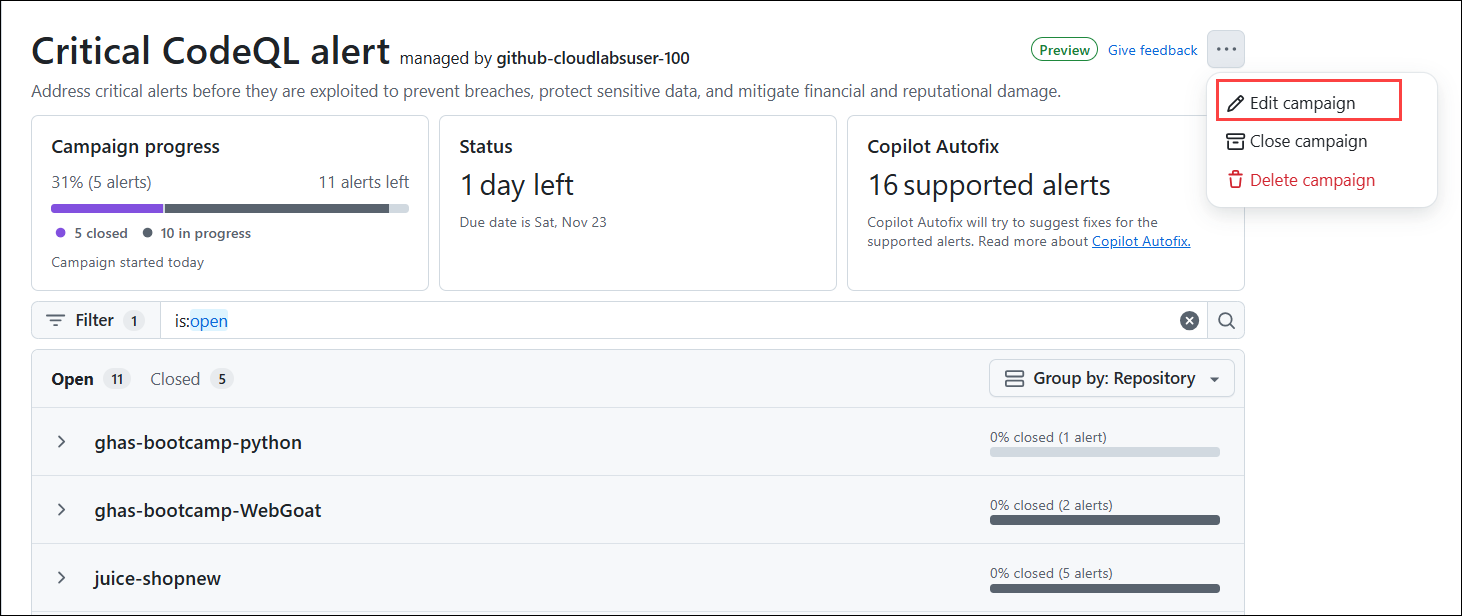 Critical CodeQL alert managed by github-cloudlabsuser-100
Preview
Give feedback
Address critical alerts before they are exploited to prevent breaches, protect sensitive data, and mitigate financial and reputational damage.
Edit campaign
Close campaign
Delete campaign
Campaign progress
31% (5 alerts)
11 alerts left
5 closed
10 in progress
Campaign started today
Status
1 day left
Due date is Sat, Nov 23
Copilot Autofix
16 supported alerts
Copilot Autofix will try to suggest fixes for the
supported alerts. Read more about Copilot Autofix.
Filter 1
is:open
Open 11
Closed 5
Group by: Repository
ghas-bootcamp-python
0% closed (1 alert)
ghas-bootcamp-WebGoat
0% closed (2 alerts)
juice-shopnew
0% closed (5 alerts)